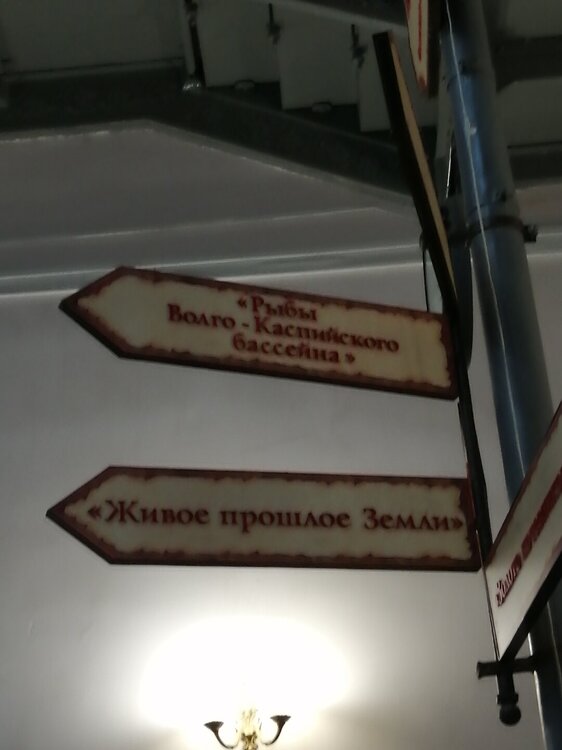 «Рыбы
Волго-Каспийского
бассейна»
«Живое прошлое Земли»